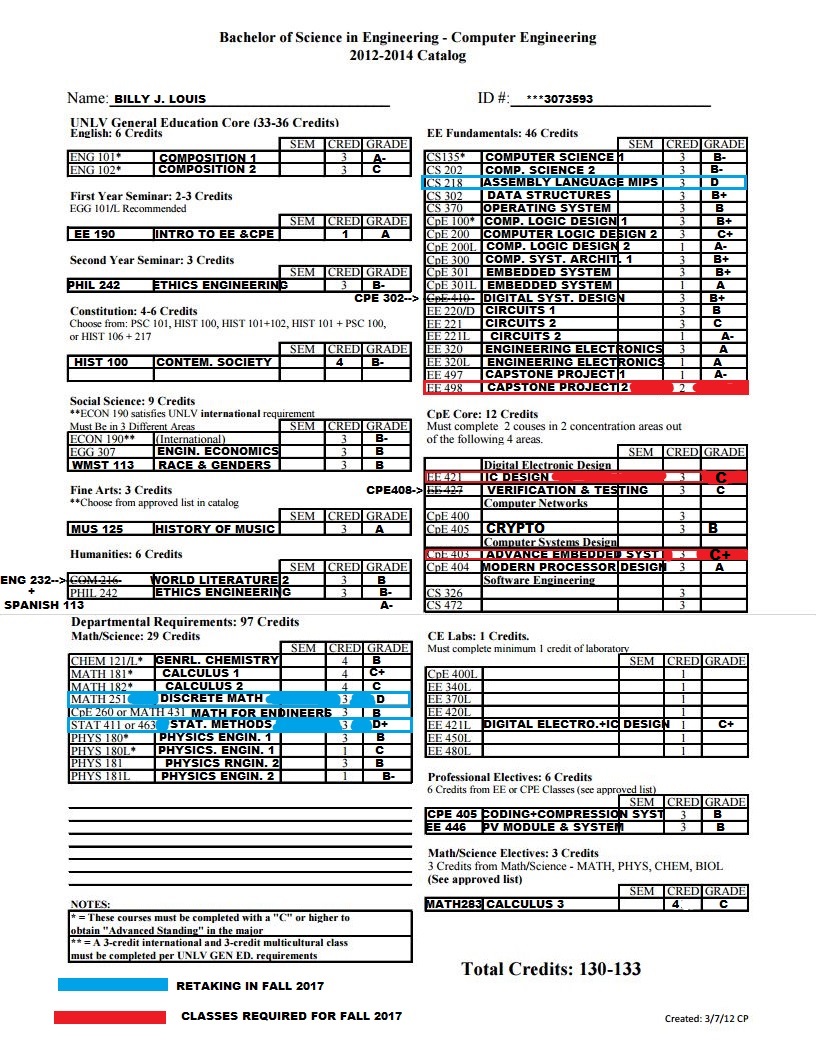 Bachelor of Science in Engineering - Computer Engineering
2012-2014 Catalog
Name: BILLY J. LOUIS
ID #: ***3073593
UNLV General Education Core (33-36 Credits)
English: 6 Credits
SEM CRED GRADE
ENG 101* COMPOSITION 1 3 A-
ENG 102* COMPOSITION 2 3 C
First Year Seminar: 2-3 Credits
EGG 101/L Recommended
SEM CRED GRADE
EE 190 INTRO TO EE &CPE 1 A
Second Year Seminar: 3 Credits
SEM CRED GRADE
PHIL 242 ETHICS ENGINEERING 3 B-
Constitution: 4-6 Credits
Choose from: PSC 101, HIST 100, HIST 101+102, HIST 101 + PSC 100,
or HIST 106 + 217
SEM CRED GRADE
HIST 100 CONTEM. SOCIETY 4 B-
Social Science: 9 Credits
**ECON 190 satisfies UNLV international requirement
Must Be in 3 Different Areas SEM CRED GRADE
ECON 190** (International) 3 B-
EGG 307 ENGIN. ECONOMICS 3 B
WMST 113 RACE & GENDERS 3 B
Fine Arts: 3 Credits
**Choose from approved list in catalog
SEM CRED GRADE
MUS 125 HISTORY OF MUSIC 3 A
Humanities: 6 Credits
SEM CRED GRADE
ENG 232--> COM 216 WORLD LITERATURE 2 3 B
+ PHIL 242 ETHICS ENGINEERING 3 B
SPANISH 113 A-
Departmental Requirements: 97 Credits
Math/Science: 29 Credits
SEM CRED GRADE
CHEM 121/L* GENRL. CHEMISTRY 4 B
MATH 181* CALCULUS 1 4 C+
MATH 182* CALCULUS 2 4 C
MATH 251 DISCRETE MATH 3 D
CpE 260 or MATH 431 MATH FOR ENDINEERS 3 B
STAT 411 or 463 STAT. METHODS 3 D+
PHYS 180* PHYSICS ENGIN. 1 3 B
PHYS 180L* PHYSICS. ENGIN. 1 1 C
PHYS 181 PHYSICS RNGIN. 2 3 B
PHYS 181L PHYSICS ENGIN. 2 1 B-
NOTES:
* = These courses must be completed with a "C" or higher to
obtain "Advanced Standing" in the major
** = A 3-credit international and 3-credit multicultural class
must be completed per UNLV GEN ED. requirements
RETAKING IN FALL 2017
CLASSES REQUIRED FOR FALL 2017
EE Fundamentals: 46 Credits
SEM CRED GRADE
CS135* COMPUTER SCIENCE 1 3 B-
CS 202 COMP. SCIENCE 2 3 B-
CS 218 ASSEMBLY LANGUAGE MIPS 3 D
CS 302 DATA STRUCTURES 3 B+
CS 370 OPERATING SYSTEM 3 B
CpE 100* COMP. LOGIC DESIGN 1 3 B+
CpE 200 COMPUTER LOGIC DESIGN 2 3 C+
CpE 200L COMP. LOGIC DESIGN 2 1 A-
CpE 300 COMP. SYST. ARCHIT. 1 3 B+
CpE 301 EMBEDDED SYSTEM 3 B+
CpE 301L EMBEDDED SYSTEM 1 A
CPE 302--> CpE 410 DIGITAL SYST. DESIGN 3 B+
EE 220/D CIRCUITS 1 3 B
EE 221 CIRCUITS 2 3 C
EE 221L CIRCUITS 2 1 A-
EE 320 ENGINEERING ELECTRONICS 3 A
EE 320L ENGINEERING ELECTRONICS 1 A
EE 497 CAPSTONE PROJECT 1 1 A-
EE 498 CAPSTONE PROJECT 2 2
CpE Core: 12 Credits
Must complete 2 couses in 2 concentration areas out
of the following 4 areas.
SEM CRED GRADE
Digital Electronic Design
EE 421 IC DESIGN 3 C
CPE408-> EE 427 VERIFICATION & TESTING 3 C
Computer Networks
CpE 400 3
CpE 405 CRYPTO 3 B
Computer Systems Design
CpE 403 ADVANCE EMBEDDED SYST 3 C+
CpE 404 MODERN PROCESSOR DESIGN 3 A
Software Engineering
CS 326 3
CS 472 3
CE Labs: 1 Credits.
Must complete minimum 1 credit of laboratory
SEM CRED GRADE
CpE 400L 1
EE 340L 1
EE 370L 1
EE 420L 1
EE 421L DIGITAL ELECTRO.+IC DESIGN 1 C+
EE 450L 1
EE 480L 1
Professional Electives: 6 Credits
6 Credits from EE or CPE Classes (see approved list)
SEM CRED GRADE
CPE 405 CODING+COMPRESSION SYST 3 B
EE 446 PV MODULE & SYSTEM 3 B
Math/Science Electives: 3 Credits
3 Credits from Math/Science - MATH, PHYS, CHEM, BIOL
(See approved list)
SEM CRED GRADE
MATH283 CALCULUS 3 4 C
Total Credits: 130-133
Created: 3/7/12 CP